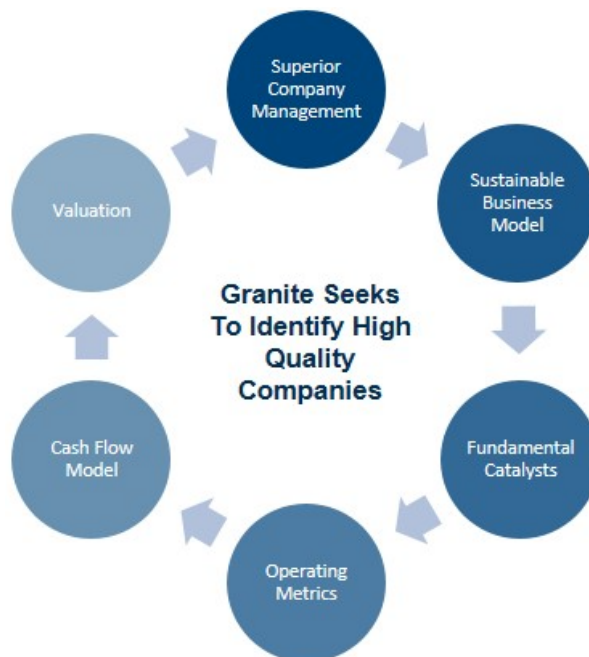 Superior
Company
Management
Sustainable
Business
Model
Fundamental
Catalysts
Operating
Metrics
Cash Flow
Model
Valuation
Granite Seeks
To Identify High
Quality
Companies